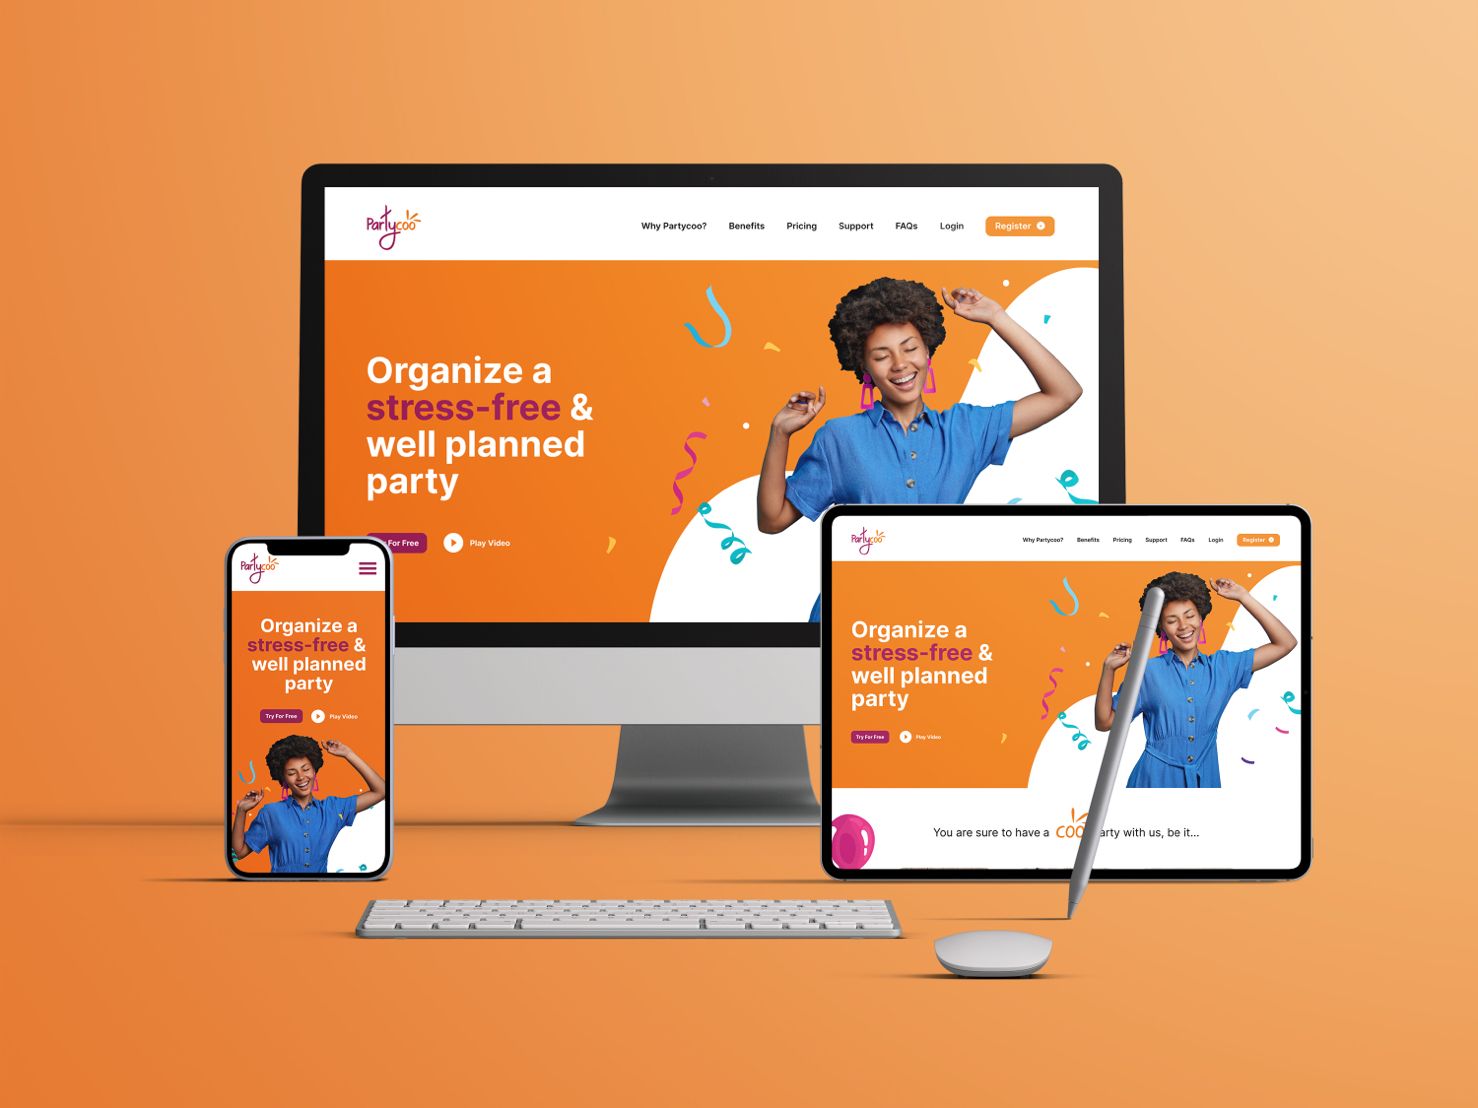 Partycoo
Why Partycoo? Benefits Pricing Support FAQs Login Register
Organize a
stress-free &
well planned
party
For Free Play Video
Partycoo
Organize a
stress-free &
well planned
party
Try For Free Play Video
Partycoo
Why Partycoo? Benefits Pricing Support FAQs Login Register
Organize a
stress-free &
well planned
party
Try For Free Play Video
You are sure to have a coo arty with us, be it...